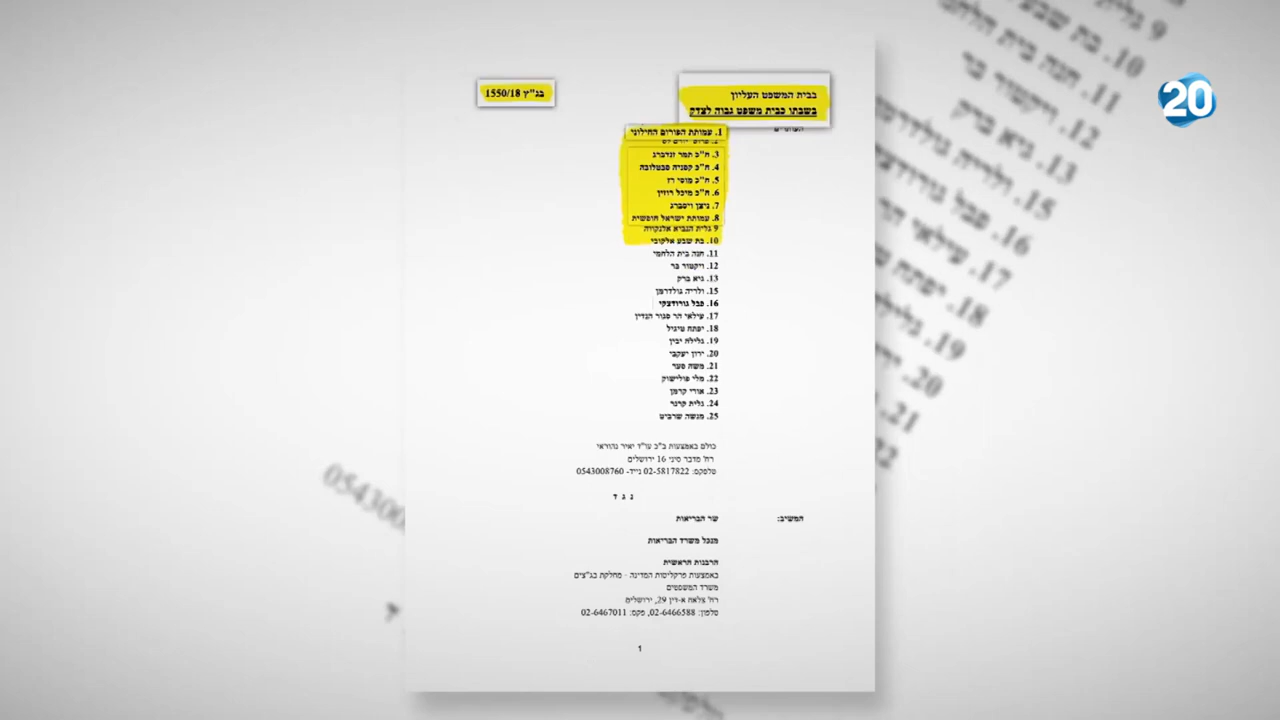 20
בג"ץ 1550/18
בבית המשפט העליון
בשבתו כבית משפט גבוה לצדק
העותרים
1. עמותת הפורום החילוני
3. ח"כ תמר זנדברג
4. ח"כ קסניה סבטלובה
5. ח"כ מוסי רז
6. ח"כ מיכל רוזין
7. ניצן ויסברג
8. עמותת ישראל חופשית
9 גלית הנביא אלנקויה
10. בת שבע אלקובי
11. חנה בית הלחמי
12. ויקטור בר
13. גיא ברק
15. ולריה גולדרמן
16. פבל גורודצקי
17. עילאי הר סגור הנדין
18. יפתח טיגיל
19. גלילה יבין
20. ירון יעקבי
21. משה סער
22. מלי פולישוק
23. אורי קרמן
24. גלית קרנר
25. מנשה שרביט
כולם באמצעות ב"כ עו"ד יאיר נהוראי
רח' מדבר סיני 16 ירושלים
טלפקס: 02-5817822 נייד- 0543008760
נ ג ד
המשיב:
שר הבריאות
מנכל משרד הבריאות
הרבנות הראשית
באמצעות פרקליטות המדינה - מחלקת בג"צים
משרד המשפטים
רח' צלאח א-דין 29, ירושלים
טלפון: 02-6466588, פקס: 02-6467011
1